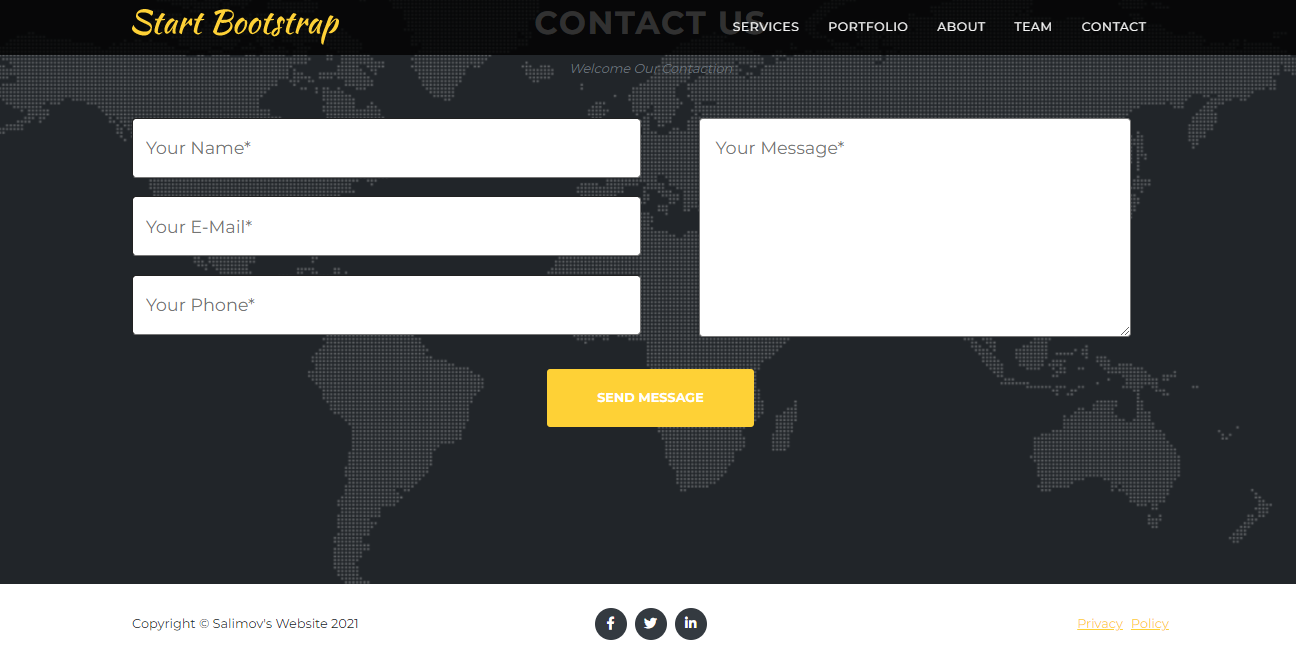 Start Bootstrap
CONTACT US
SERVICES PORTFOLIO ABOUT TEAM CONTACT
Welcome Our Contaction
Your Name*
Your Message*
Your E-Mail*
Your Phone*
SEND MESSAGE
Copyright © Salimov's Website 2021
Privacy Policy